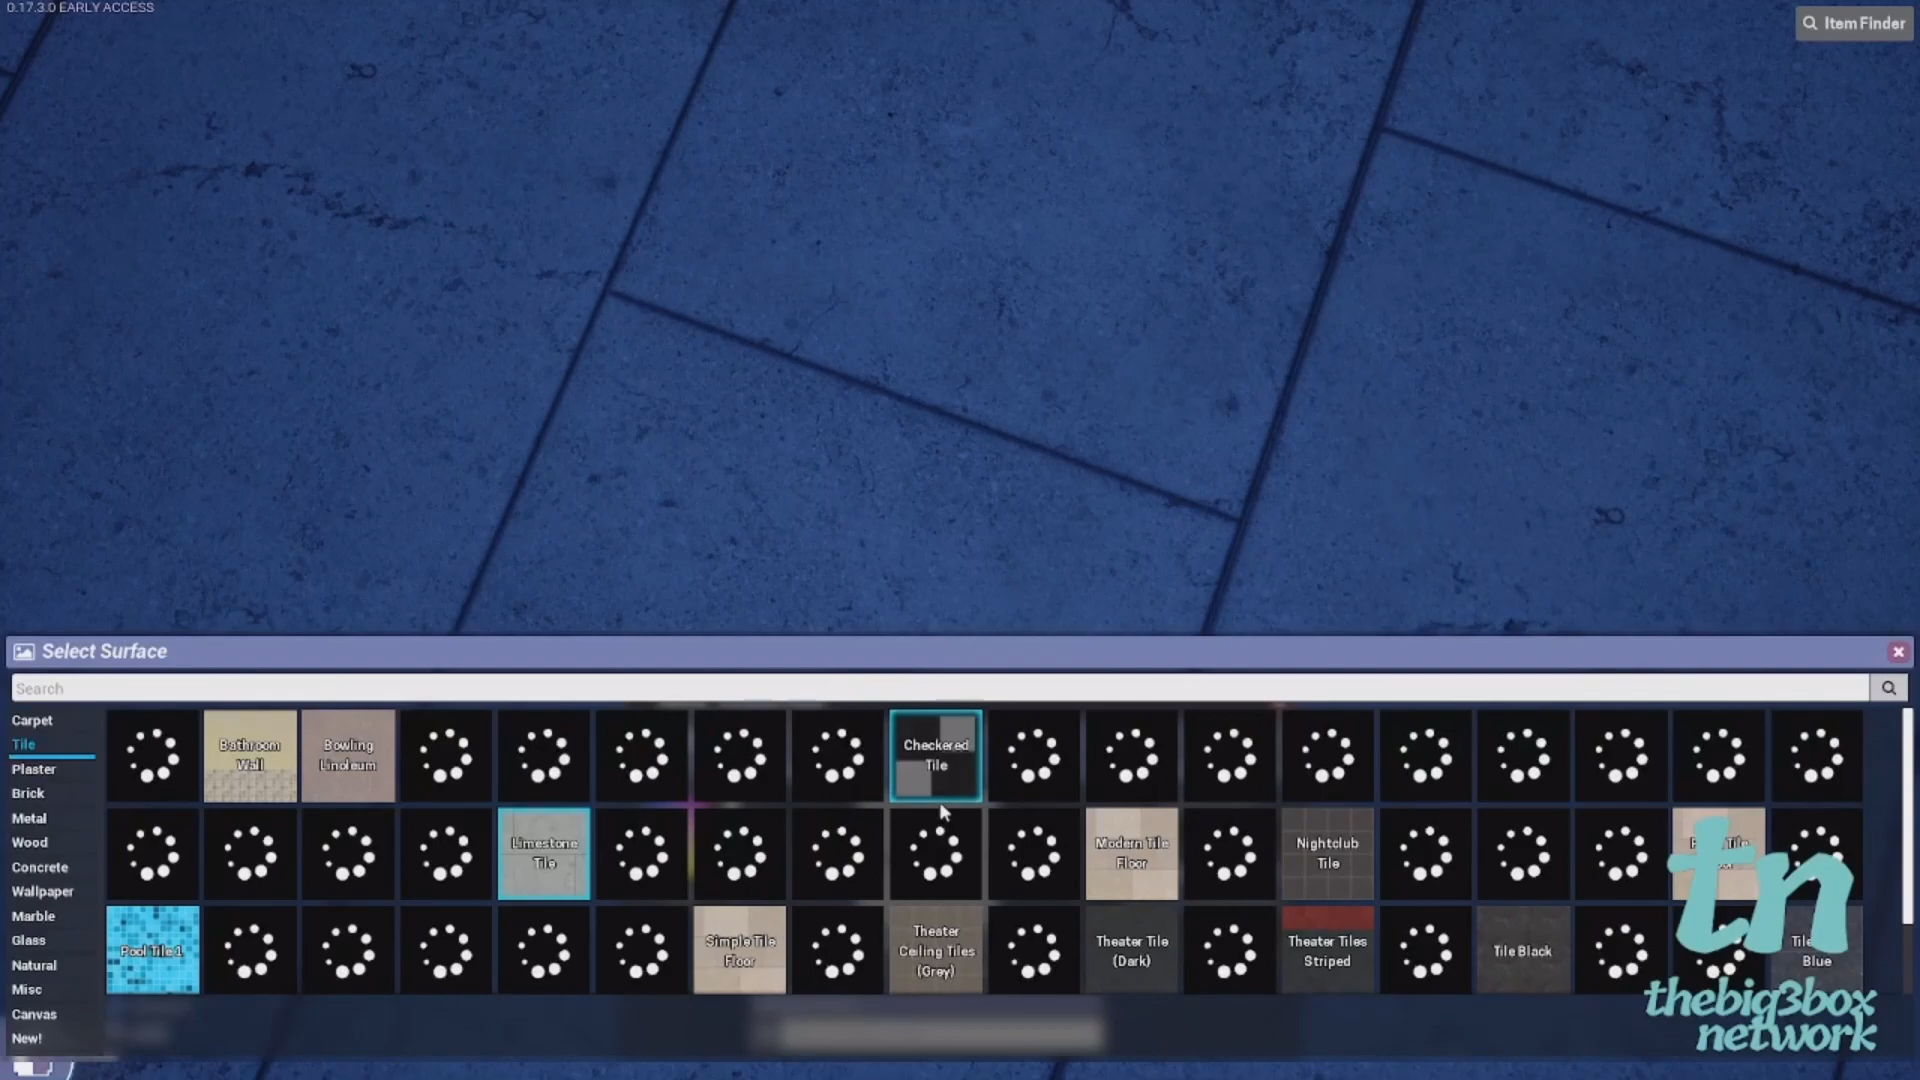 0.17.3.0 EARLY ACCESS
Item Finder
Select Surface
Search
Carpet
Tile
Plaster
Brick
Metal
Wood
Concrete
Wallpaper
Marble
Glass
Natural
Misc
Canvas
New!
Bathroom
Wall
Bowling
Linoleum
Checkered
Tile
Limestone
Tile
Modern Tile
Floor
Nightclub
Tile
Tile
Pool Tile 1
Simple Tile
Floor
Theater
Ceiling Tiles
(Grey)
Theater Tile
(Dark)
Theater Tiles
Striped
Tile Black
Tile
Blue
tn
thebig3box
network